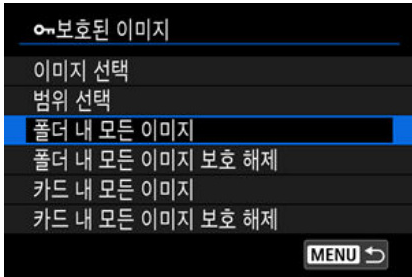 보호된 이미지
이미지 선택
범위 선택
폴더 내 모든 이미지
폴더 내 모든 이미지 보호 해제
카드 내 모든 이미지
카드 내 모든 이미지 보호 해제
MENU